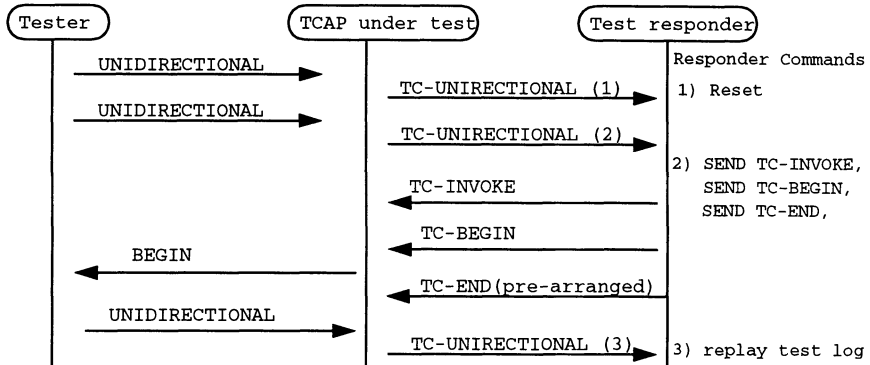 Tester
TCAP under test
Test responder
Responder Commands
UNIDIRECTIONAL
TC-UNIRECTIONAL (1)
1) Reset
UNIDIRECTIONAL
TC-UNIRECTIONAL (2)
2) SEND TC-INVOKE,
SEND TC-BEGIN,
SEND TC-END,
TC-INVOKE
TC-BEGIN
BEGIN
TC-END(pre-arranged)
UNIDIRECTIONAL
TC-UNIRECTIONAL (3)
3) replay test log